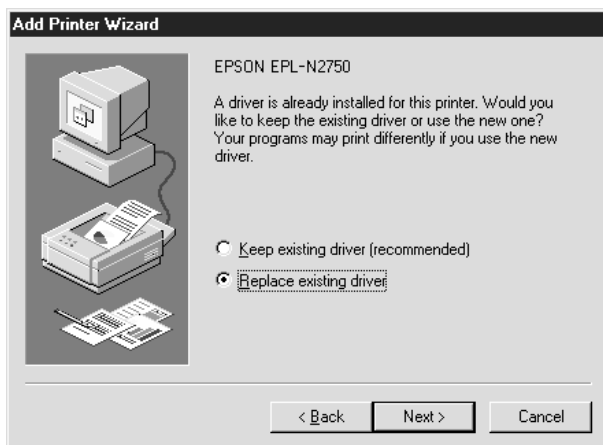 Add Printer Wizard
EPSON EPL-N2750
A driver is already installed for this printer. Would you
like to keep the existing driver or use the new one?
Your programs may print differently if you use the new
driver.
Keep existing driver (recommended)
Replace existing driver
< Back
Next >
Cancel